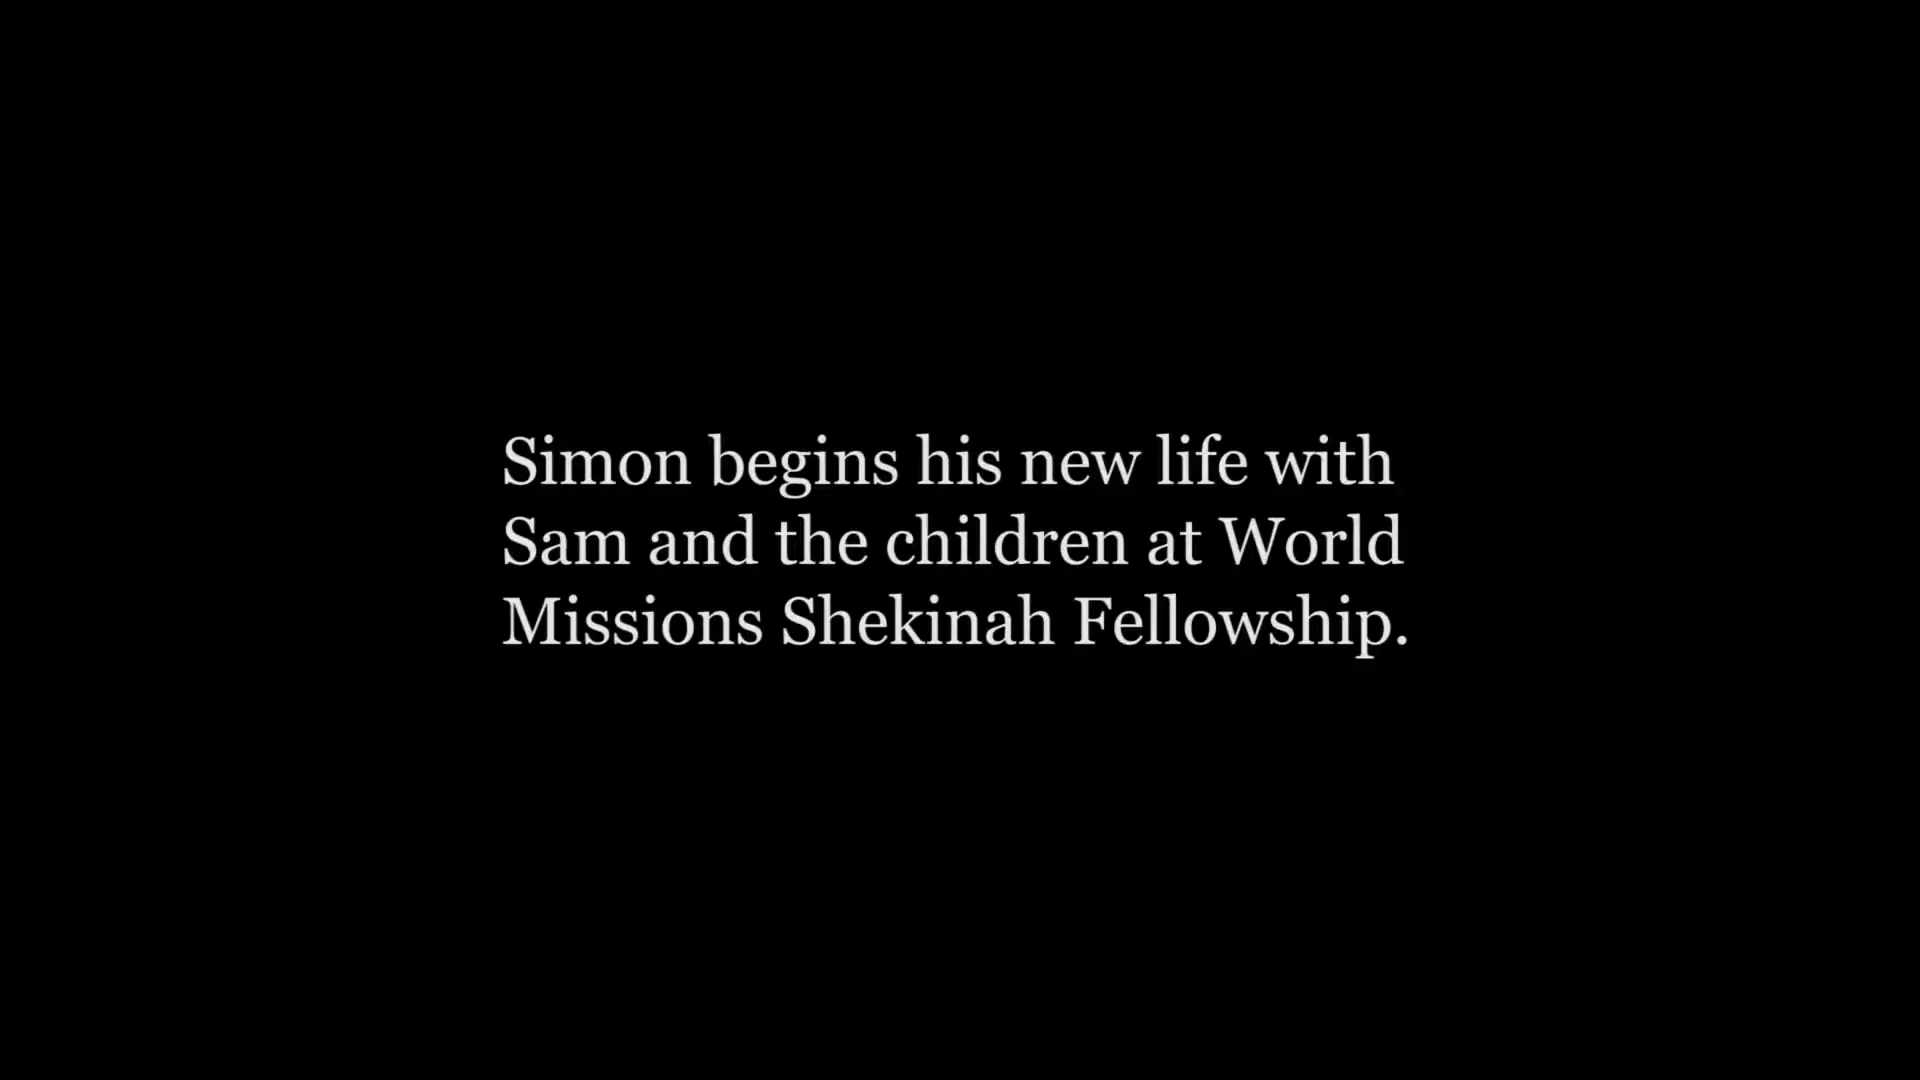 Simon begins his new life with
Sam and the children at World
Missions Shekinah Fellowship.